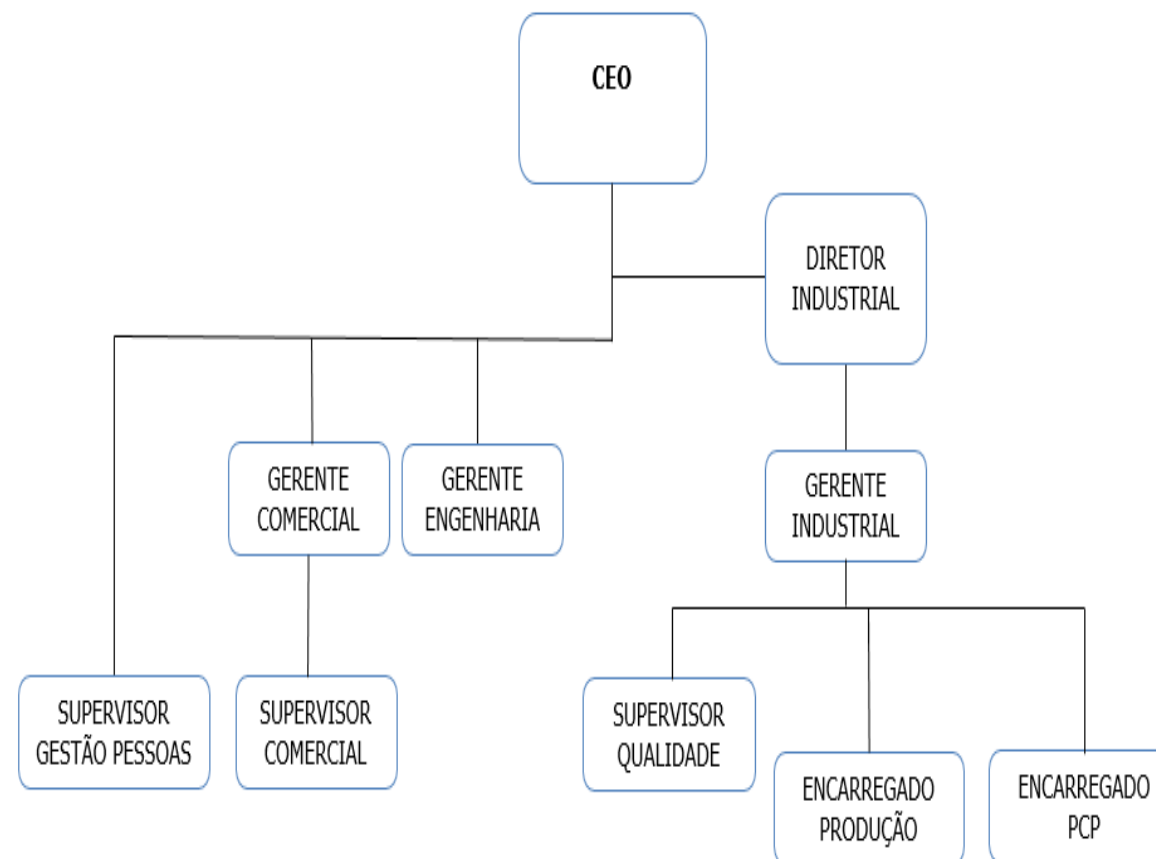 CEO
DIRETOR
INDUSTRIAL
GERENTE
COMERCIAL
GERENTE
ENGENHARIA
GERENTE
INDUSTRIAL
SUPERVISOR
GESTÃO PESSOAS
SUPERVISOR
COMERCIAL
SUPERVISOR
QUALIDADE
ENCARREGADO
PRODUÇÃO
ENCARREGADO
PCP